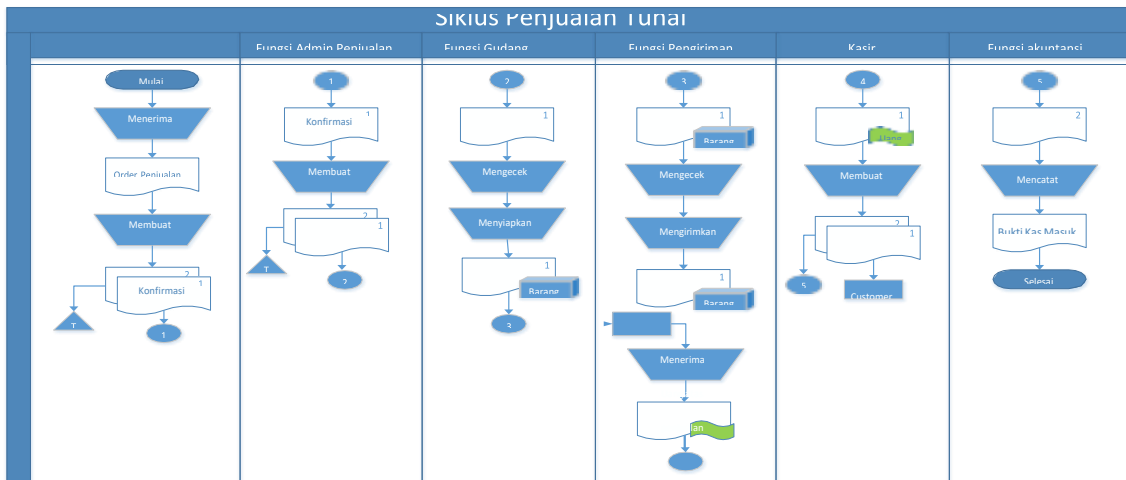 Siklus Penjualan Tunai
Fungsi Admin Penjualan
Fungsi Gudang
Fungsi Pengiriman
Kasir
Fungsi akuntansi
Mulai
Menerima
Order Penjualan
Membuat
2
1
Konfirmasi
T
1
1
1
Konfirmasi
Membuat
2
1
T
2
2
1
Mengecek
Menyiapkan
1
Barang
3
3
1
Barang
Mengecek
Mengirimkan
1
Barang
Menerima
an
4
1
Uang
Membuat
2
1
5
Customer
5
2
Mencatat
Bukti Kas Masuk
Selesai